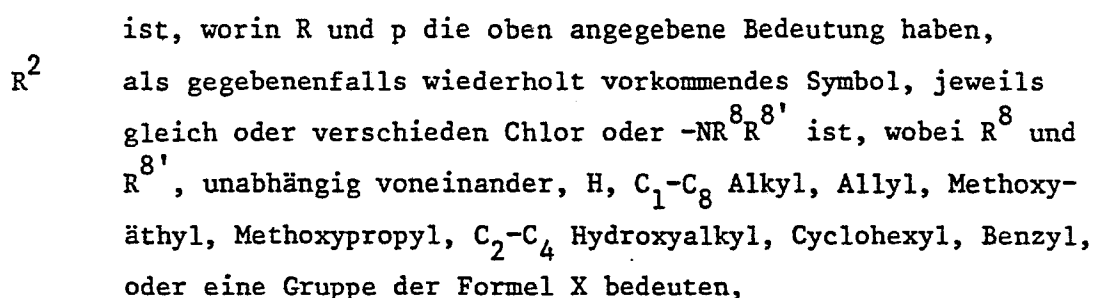 ist, worin R und p die oben angegebene Bedeutung haben,
R² als gegebenenfalls wiederholt vorkommendes Symbol, jeweils
gleich oder verschieden Chlor oder -NR⁸R⁸' ist, wobei R⁸ und
R⁸', unabhängig voneinander, H, C₁-C₈ Alkyl, Allyl, Methoxy-
äthyl, Methoxypropyl, C₂-C₄ Hydroxyalkyl, Cyclohexyl, Benzyl,
oder eine Gruppe der Formel X bedeuten,